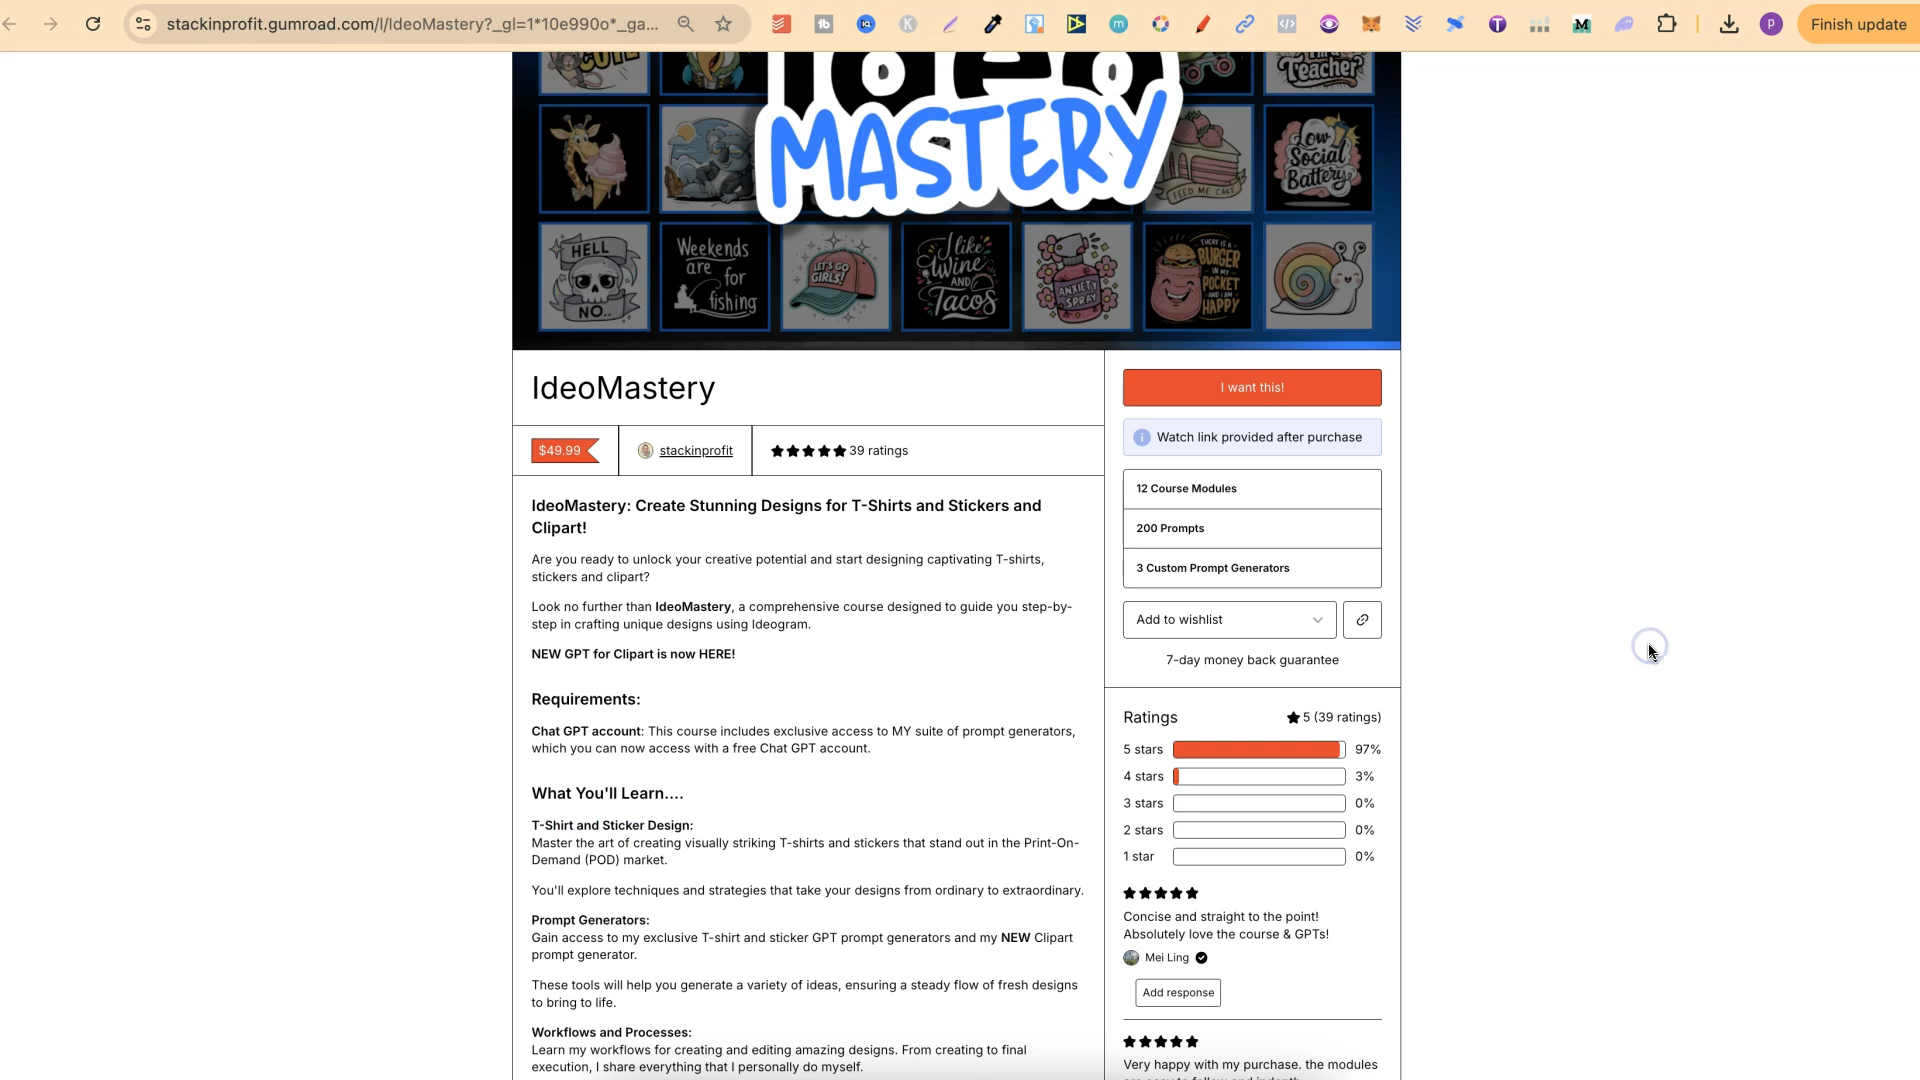 stackinprofit.gumroad.com/l/IdeoMastery?_gl=1*10e990o*_ga...
Finish update
CUTE
Teacher!
Ideo
MASTERY
FEED ME CAKE
Low
Social
Battery
HELL
NO..
Weekends
are for
fishing
LET'S GO
GIRLS!
I like
Wine
AND
Tacos
ANXIETY
SPRAY
THERE IS A
BURGER
IN MY
POCKET
AND I AM
HAPPY
IdeoMastery
$49.99
stackinprofit
39 ratings
IdeoMastery: Create Stunning Designs for T-Shirts and Stickers and
Clipart!
Are you ready to unlock your creative potential and start designing captivating T-shirts,
stickers and clipart?
Look no further than IdeoMastery, a comprehensive course designed to guide you step-by-
step in crafting unique designs using Ideogram.
NEW GPT for Clipart is now HERE!
Requirements:
Chat GPT account: This course includes exclusive access to MY suite of prompt generators,
which you can now access with a free Chat GPT account.
What You'll Learn....
T-Shirt and Sticker Design:
Master the art of creating visually striking T-shirts and stickers that stand out in the Print-On-
Demand (POD) market.
You'll explore techniques and strategies that take your designs from ordinary to extraordinary.
Prompt Generators:
Gain access to my exclusive T-shirt and sticker GPT prompt generators and my NEW Clipart
prompt generator.
These tools will help you generate a variety of ideas, ensuring a steady flow of fresh designs
to bring to life.
Workflows and Processes:
Learn my workflows for creating and editing amazing designs. From creating to final
execution, I share everything that I personally do myself.
I want this!
Watch link provided after purchase
12 Course Modules
200 Prompts
3 Custom Prompt Generators
Add to wishlist
7-day money back guarantee
Ratings
5 (39 ratings)
5 stars 97%
4 stars 3%
3 stars 0%
2 stars 0%
1 star 0%
Concise and straight to the point!
Absolutely love the course & GPTs!
Mei Ling
Add response
Very happy with my purchase. the modules